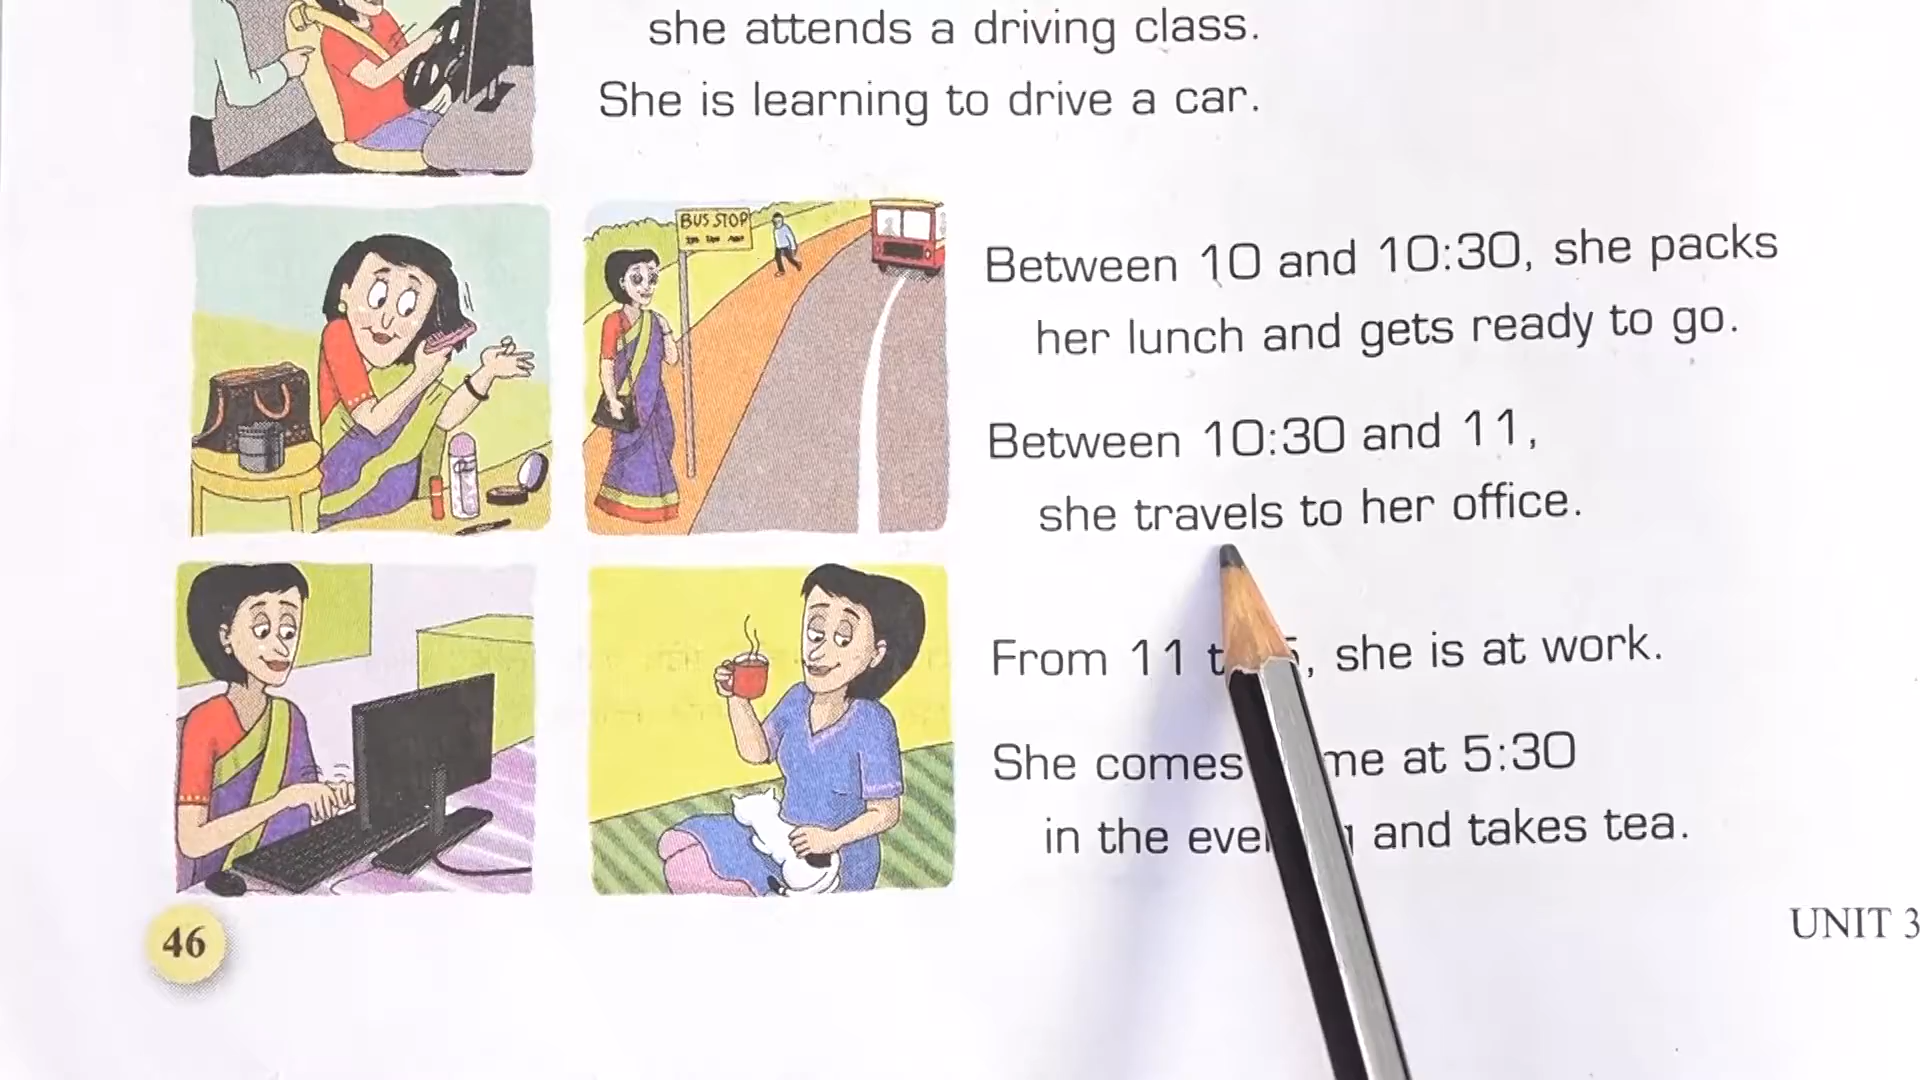 she attends a driving class.
She is learning to drive a car.
BUS STOP
Between 10 and 10:30, she packs
her lunch and gets ready to go.
Between 10:30 and 11,
she travels to her office.
From 11 , she is at work.
She comes at 5:30
in the and takes tea.
46
UNIT 3